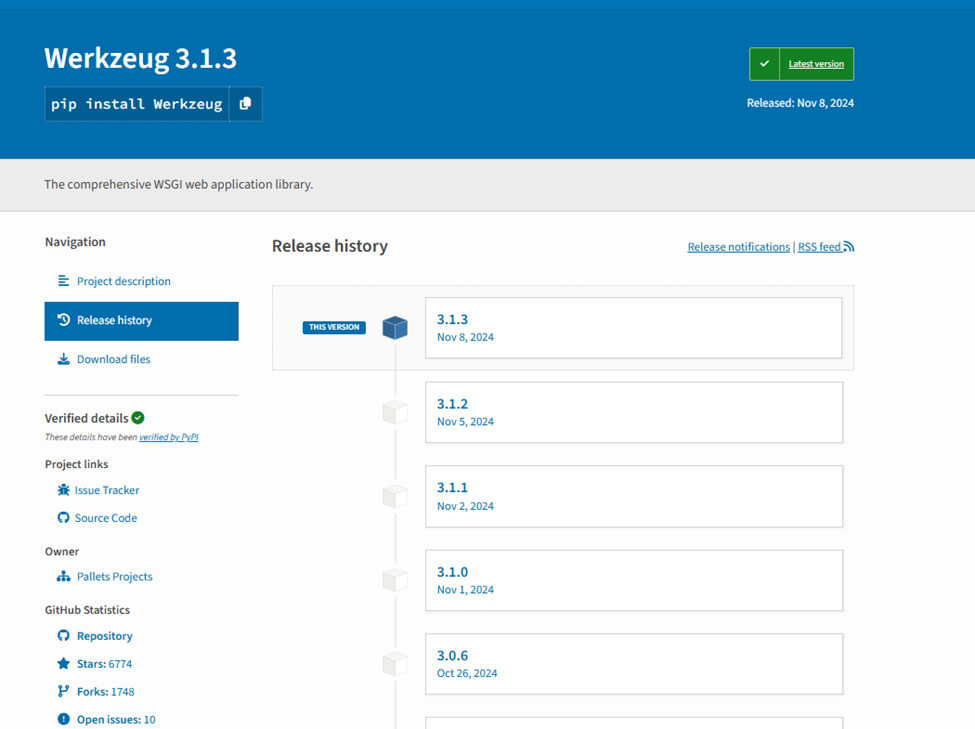 Werkzeug 3.1.3
pip install Werkzeug
Latest version
Released: Nov 8, 2024
The comprehensive WSGI web application library.
Navigation
Project description
Release history
Download files
Verified details
These details have been verified by PyPI
Project links
Issue Tracker
Source Code
Owner
Pallets Projects
GitHub Statistics
Repository
Stars: 6774
Forks: 1748
Open issues: 10
Release history
Release notifications | RSS feed
THIS VERSION
3.1.3
Nov 8, 2024
3.1.2
Nov 5, 2024
3.1.1
Nov 2, 2024
3.1.0
Nov 1, 2024
3.0.6
Oct 26, 2024